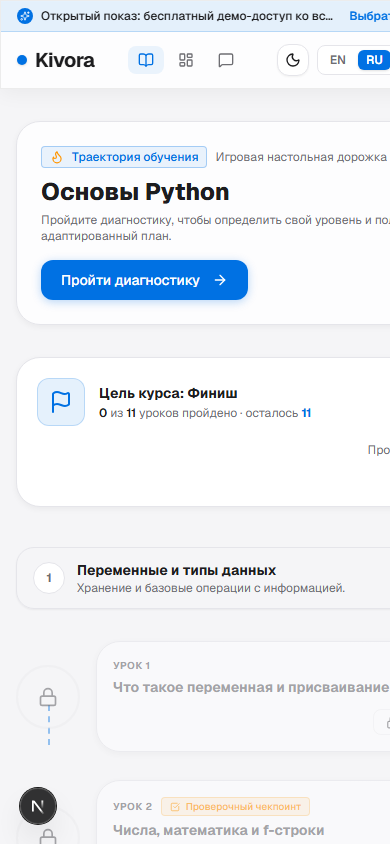 Открытый показ: бесплатный демо-доступ ко вс...
Kivora
EN
RU
Траектория обучения
Игровая настольная дорожка
Основы Python
Пройдите диагностику, чтобы определить свой уровень и
адаптированный план.
Пройти диагностику
Цель курса: Финиш
0 из 11 уроков пройдено · осталось 11
1
Переменные и типы данных
Хранение и базовые операции с информацией.
УРОК 1
Что такое переменная и присваивание
УРОК 2
Проверочный чекпоинт
Числа, математика и f-строки
N